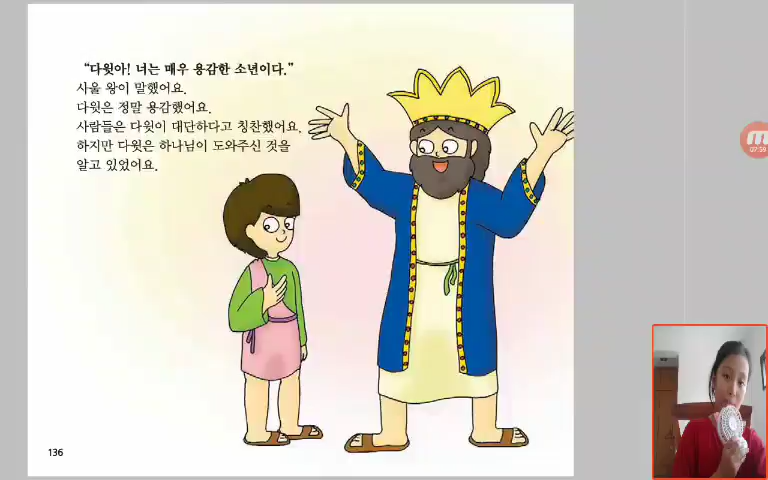 “다윗아! 너는 매우 용감한 소년이다.”
사울 왕이 말했어요.
다윗은 정말 용감했어요.
사람들은 다윗이 대단하다고 칭찬했어요.
하지만 다윗은 하나님이 도와주신 것을
알고 있었어요.
136
07:59